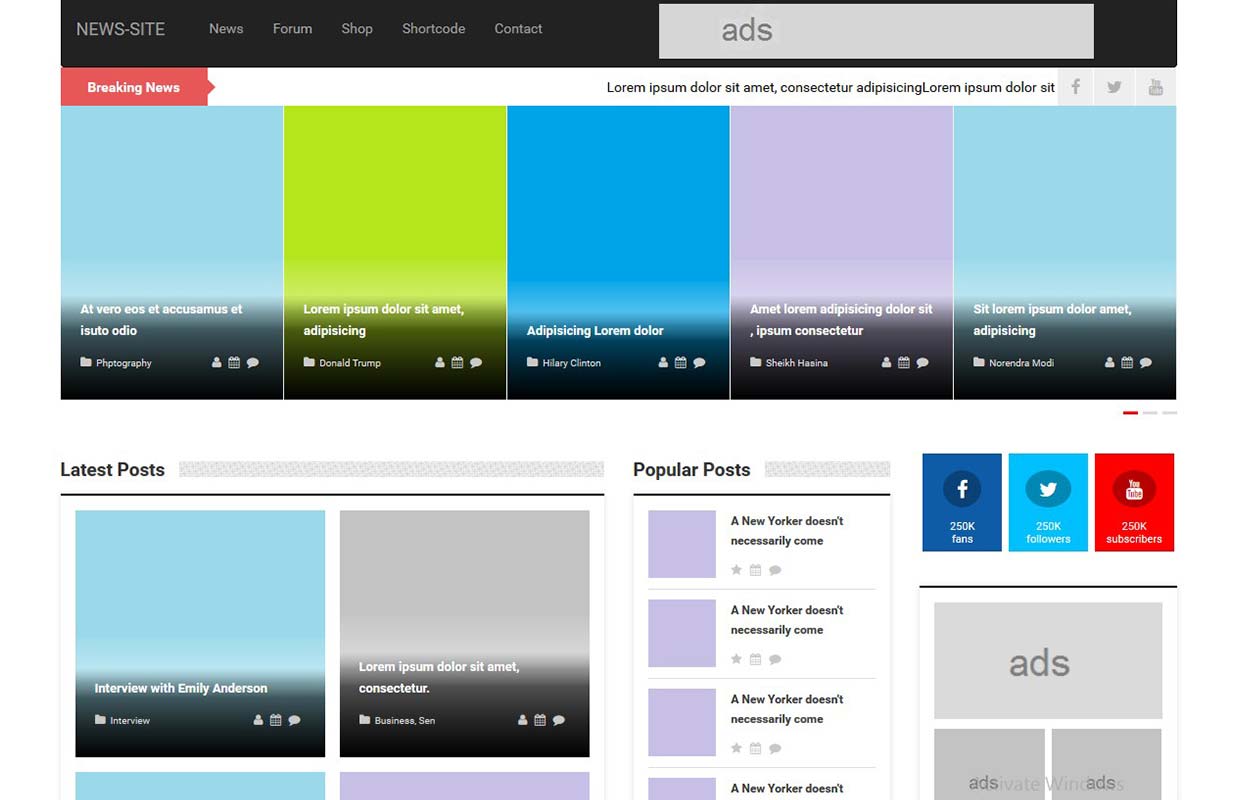 NEWS-SITE
News Forum Shop Shortcode Contact
ads
Breaking News
Lorem ipsum dolor sit amet, consectetur adipisicingLorem ipsum dolor sit
At vero eos et accusamus et
isuto odio
Phptography
Lorem ipsum dolor sit amet,
adipisicing
Donald Trump
Adipisicing Lorem dolor
Hilary Clinton
Amet lorem adipisicing dolor sit
, ipsum consectetur
Sheikh Hasina
Sit lorem ipsum dolor amet,
adipisicing
Norendra Modi
Latest Posts
Interview with Emily Anderson
Interview
Lorem ipsum dolor sit amet,
consectetur.
Business, Sen
Popular Posts
A New Yorker doesn't
necessarily come
A New Yorker doesn't
necessarily come
A New Yorker doesn't
necessarily come
A New Yorker doesn't
250K
fans
250K
followers
You
Tube
250K
subscribers
ads
ads
ads
Activate Windows